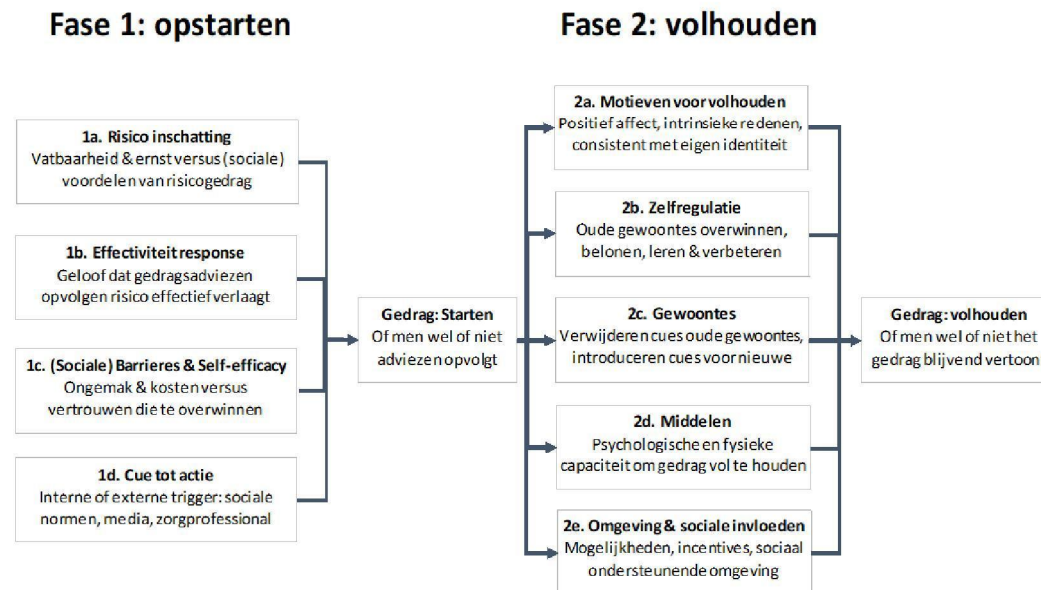 Fase 1: opstarten
1a. Risico inschatting
Vatbaarheid & ernst versus (sociale)
voordelen van risicogedrag
1b. Effectiviteit response
Geloof dat gedragsadviezen
opvolgen risico effectief verlaagt
1c. (Sociale) Barrieres & Self-efficacy
Ongemak & kosten versus
vertrouwen die te overwinnen
1d. Cue tot actie
Interne of externe trigger: sociale
normen, media, zorgprofessional
Gedrag: Starten
Of men wel of niet
adviezen opvolgt
Fase 2: volhouden
2a. Motieven voor volhouden
Positief affect, intrinsieke redenen,
consistent met eigen identiteit
2b. Zelfregulatie
Oude gewoontes overwinnen,
belonen, leren & verbeteren
2c. Gewoontes
Verwijderen cues oude gewoontes,
introduceren cues voor nieuwe
2d. Middelen
Psychologische en fysieke
capaciteit om gedrag vol te houden
2e. Omgeving & sociale invloeden
Mogelijkheden, incentives, sociaal
ondersteunende omgeving
Gedrag: volhouden
Of men wel of niet het
gedrag blijvend vertoon